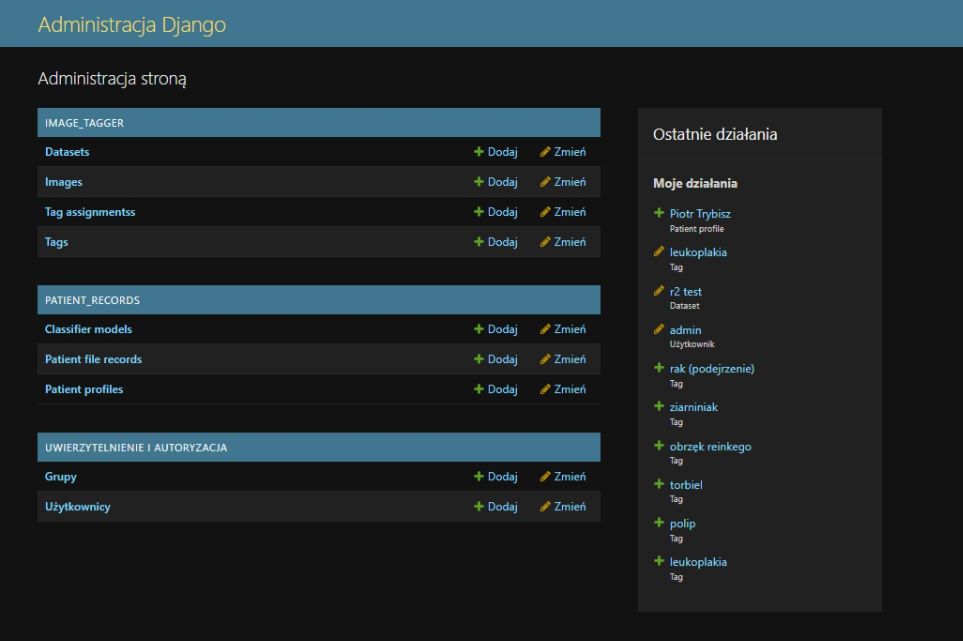 Administracja Django
Administracja stroną
IMAGE_TAGGER
Datasets Dodaj Zmień
Images Dodaj Zmień
Tag assignmentss Dodaj Zmień
Tags Dodaj Zmień
PATIENT_RECORDS
Classifier models Dodaj Zmień
Patient file records Dodaj Zmień
Patient profiles Dodaj Zmień
UWIERZYTELNIENIE I AUTORYZACJA
Grupy Dodaj Zmień
Użytkownicy Dodaj Zmień
Ostatnie działania
Moje działania
Piotr Trybisz
Patient profile
leukoplakia
Tag
r2 test
Dataset
admin
Użytkownik
rak (podejrzenie)
Tag
ziarniniak
Tag
obrzęk reinkego
Tag
torbiel
Tag
polip
Tag
leukoplakia
Tag